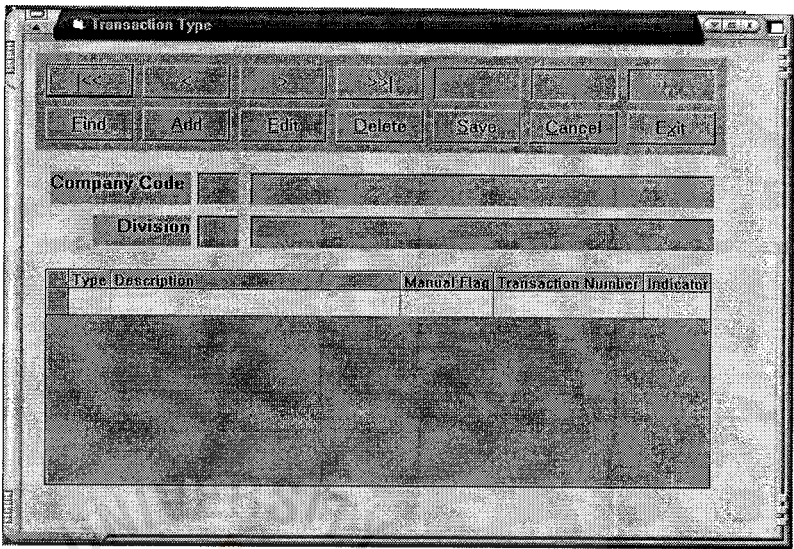 Transaction Type
|<< < > >>|
Find Add Edit Delete Save Cancel Exit
Company Code
Division
Type Description Manual Flag Transaction Number Indicator